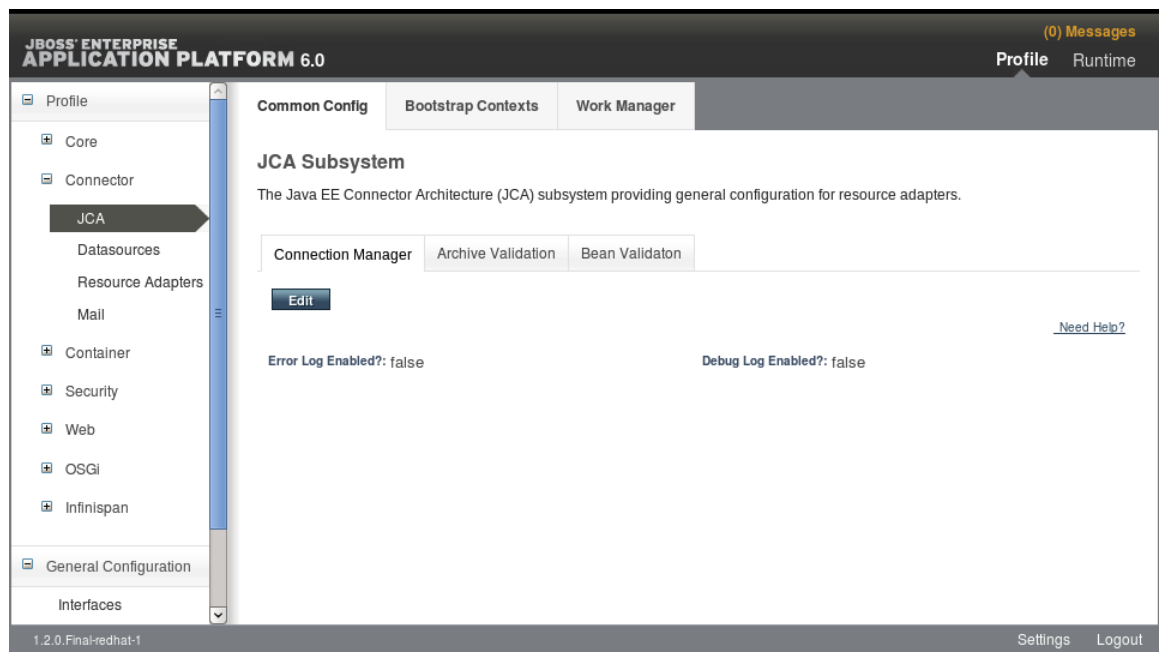 (0) Messages
JBOSS' ENTERPRISE
APPLICATION PLATFORM 6.0
Profile Runtime
Profile
Core
Connector
JCA
Datasources
Resource Adapters
Mail
Container
Security
Web
OSGi
Infinispan
General Configuration
Interfaces
Common Config Bootstrap Contexts Work Manager
JCA Subsystem
The Java EE Connector Architecture (JCA) subsystem providing general configuration for resource adapters.
Connection Manager Archive Validation Bean Validaton
Edit
Need Help?
Error Log Enabled?: false Debug Log Enabled?: false
1.2.0.Final-redhat-1 Settings Logout